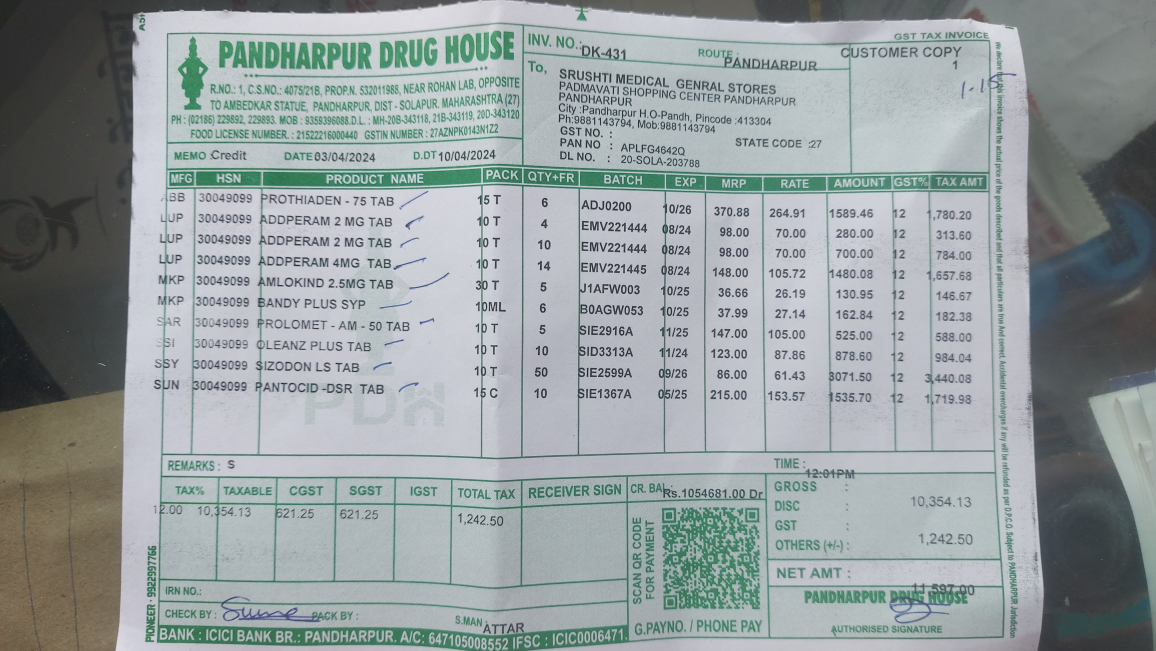 GST TAX INVOICE
PANDHARPUR DRUG HOUSE
R.NO.: 1, C.S.NO.: 4075/21B, PROP.N. 532011988, NEAR ROHAN LAB, OPPOSITE
TO AMBEDKAR STATUE, PANDHARPUR, DIST - SOLAPUR. MAHARASHTRA (27)
PH : (02186) 229892, 229893. MOB : 9359396088.D.L. : MH-20B-343118, 21B-343119, 20D-343120
FOOD LICENSE NUMBER. : 21522216000440 GSTIN NUMBER : 27AZNPK0143N1Z2
MEMO : Credit DATE 03/04/2024 D.DT 10/04/2024
INV. NO.: DK-431 ROUTE : PANDHARPUR
CUSTOMER COPY
1
1-15
To,
SRUSHTI MEDICAL GENRAL STORES
PADMAVATI SHOPPING CENTER PANDHARPUR
PANDHARPUR
City :Pandharpur H.O-Pandh, Pincode :413304
Ph:9881143794, Mob:9881143794
GST NO. : STATE CODE :27
PAN NO : APLFG4642Q
DL NO. : 20-SOLA-203788
MFG HSN PRODUCT NAME PACK QTY+FR BATCH EXP MRP RATE AMOUNT GST% TAX AMT
ABB 30049099 PROTHIADEN - 75 TAB 15 T 6 ADJ0200 10/26 370.88 264.91 1589.46 12 1,780.20
LUP 30049099 ADDPERAM 2 MG TAB 10 T 4 EMV221444 08/24 98.00 70.00 280.00 12 313.60
LUP 30049099 ADDPERAM 2 MG TAB 10 T 10 EMV221444 08/24 98.00 70.00 700.00 12 784.00
LUP 30049099 ADDPERAM 4MG TAB 10 T 14 EMV221445 08/24 148.00 105.72 1480.08 12 1,657.68
MKP 30049099 AMLOKIND 2.5MG TAB 30 T 5 J1AFW003 10/25 36.66 26.19 130.95 12 146.67
MKP 30049099 BANDY PLUS SYP 10ML 6 B0AGW053 10/25 37.99 27.14 162.84 12 182.38
SAR 30049099 PROLOMET - AM - 50 TAB 10 T 5 SIE2916A 11/25 147.00 105.00 525.00 12 588.00
SSI 30049099 OLEANZ PLUS TAB 10 T 10 SID3313A 11/24 123.00 87.86 878.60 12 984.04
SSY 30049099 SIZODON LS TAB 10 T 50 SIE2599A 09/26 86.00 61.43 3071.50 12 3,440.08
SUN 30049099 PANTOCID -DSR TAB 15 C 10 SIE1367A 05/25 215.00 153.57 1535.70 12 1,719.98
PDH
REMARKS : S
TIME : 12:01PM
TAX% TAXABLE CGST SGST IGST TOTAL TAX RECEIVER SIGN
12.00 10,354.13 621.25 621.25 1,242.50
CR. BAL: Rs.1054681.00 Dr
SCAN QR CODE
FOR PAYMENT
G.PAYNO. / PHONE PAY
GROSS : 10,354.13
DISC :
GST : 1,242.50
OTHERS (+/-) :
NET AMT : 11,597.00
PANDHARPUR DRUG HOUSE
AUTHORISED SIGNATURE
IRN NO.:
CHECK BY : PACK BY : S.MAN : ATTAR
BANK : ICICI BANK BR.: PANDHARPUR. A/C: 647105008552 IFSC : ICIC0006471.
PIONEER - 9922997766